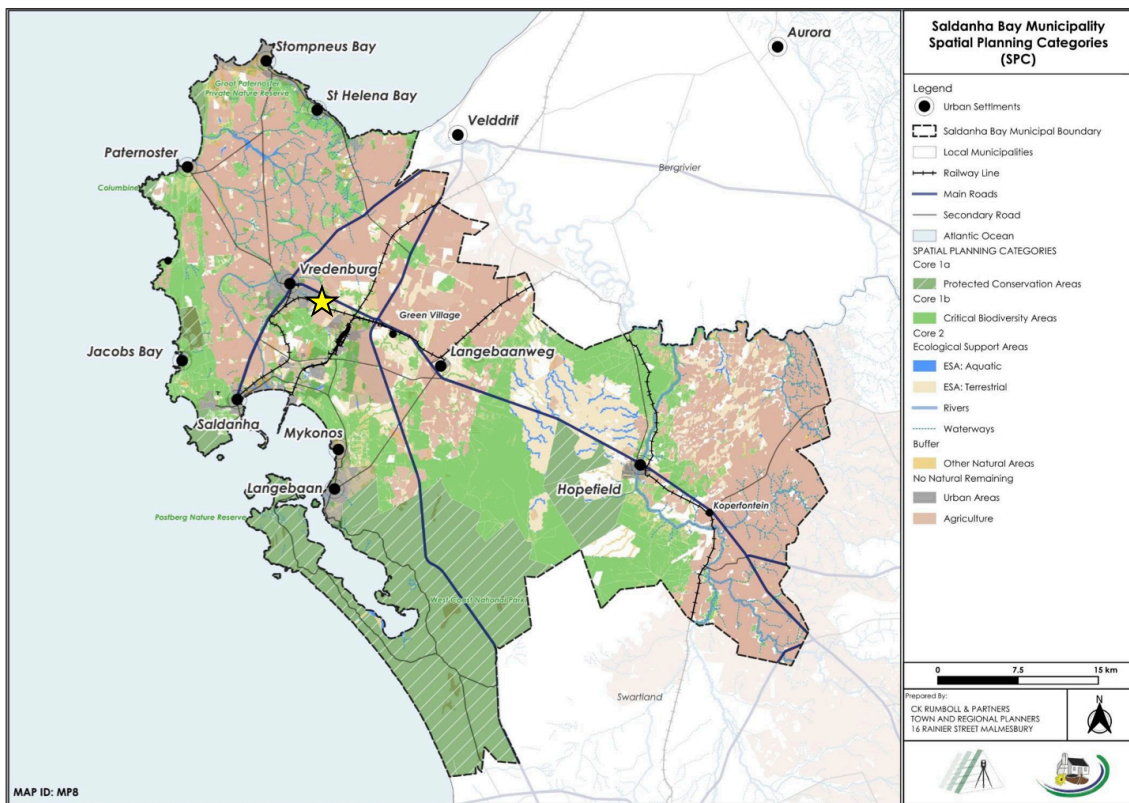 Aurora
Stompneus Bay
Groot Paternoster
Private Nature Reserve
St Helena Bay
Velddrif
Bergrivier
Paternoster
Columbine
Vredenburg
Green Village
Langebaanweg
Jacobs Bay
Saldanha
Mykonos
Langebaan
Hopefield
Koperfontein
Postberg Nature Reserve
West Coast National Park
Swartland
MAP ID: MP8
Saldanha Bay Municipality
Spatial Planning Categories
(SPC)
Legend
Urban Settlments
Saldanha Bay Municipal Boundary
Local Municipalities
Railway Line
Main Roads
Secondary Road
Atlantic Ocean
SPATIAL PLANNING CATEGORIES
Core 1a
Protected Conservation Areas
Core 1b
Critical Biodiversity Areas
Core 2
Ecological Support Areas
ESA: Aquatic
ESA: Terrestrial
Rivers
Waterways
Buffer
Other Natural Areas
No Natural Remaining
Urban Areas
Agriculture
0 7.5 15 km
Prepared By:
CK RUMBOLL & PARTNERS
TOWN AND REGIONAL PLANNERS
16 RAINIER STREET MALMESBURY
N